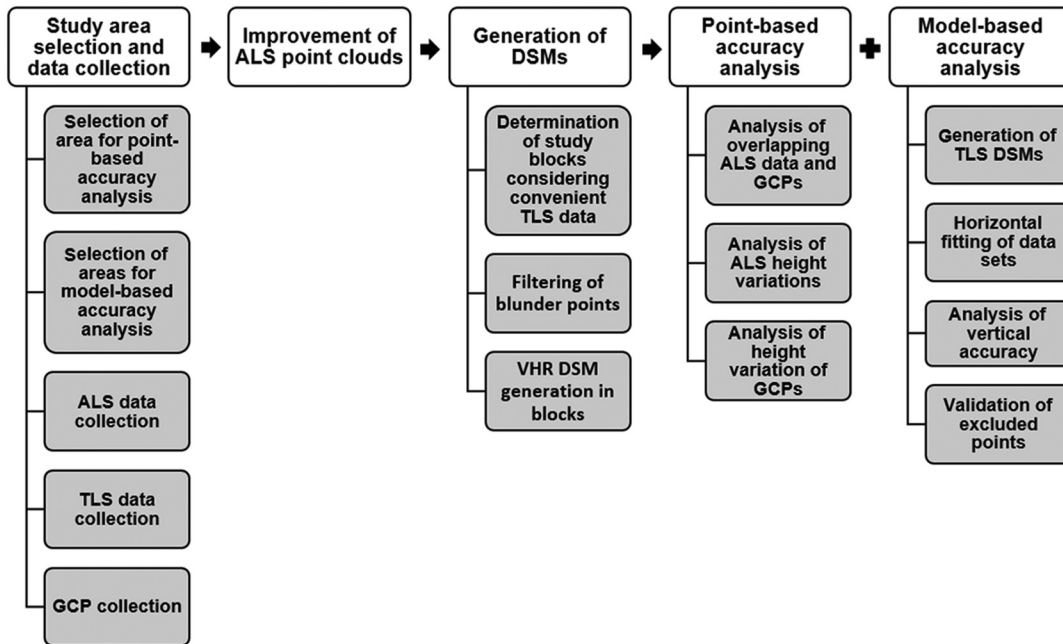 Study area
selection and
data collection
Selection of
area for point-
based
accuracy
analysis
Selection of
areas for
model-based
accuracy
analysis
ALS data
collection
TLS data
collection
GCP collection
Improvement of
ALS point clouds
Generation of
DSMs
Determination
of study
blocks
considering
convenient
TLS data
Filtering of
blunder points
VHR DSM
generation in
blocks
Point-based
accuracy
analysis
Analysis of
overlapping
ALS data and
GCPs
Analysis of
ALS height
variations
Analysis of
height
variation of
GCPs
Model-based
accuracy
analysis
Generation of
TLS DSMs
Horizontal
fitting of data
sets
Analysis of
vertical
accuracy
Validation of
excluded
points